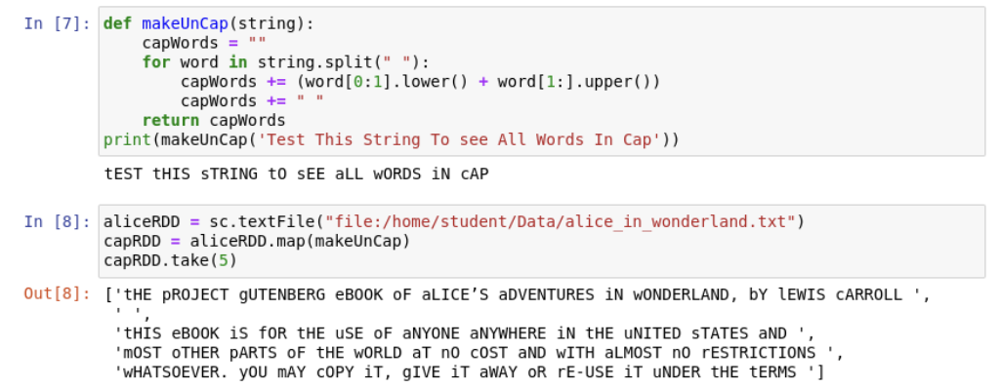 In [7]: def makeUnCap(string):
    capWords = ""
    for word in string.split(" "):
        capWords += (word[0:1].lower() + word[1:].upper())
        capWords += " "
    return capWords
print(makeUnCap('Test This String To see All Words In Cap'))
tEST tHIS sTRING tO sEE aLL wORDS iN cAP
In [8]: aliceRDD = sc.textFile("file:/home/student/Data/alice_in_wonderland.txt")
capRDD = aliceRDD.map(makeUnCap)
capRDD.take(5)
Out[8]: ['tHE pROJECT gUTENBERG eBOOK oF aLICE’S aDVENTURES iN wONDERLAND, bY lEWIS cARROLL ',
' ',
'tHIS eBOOK iS fOR tHE uSE oF aNYONE aNYWHERE iN tHE uNITED sTATES aND ',
'mOST oTHER pARTS oF tHE wORLD aT nO cOST aND wITH aLMOST nO rESTRICTIONS ',
'wHATSOEVER. yOU mAY cOPY iT, gIVE iT aWAY oR rE-USE iT uNDER tHE tERMS ']